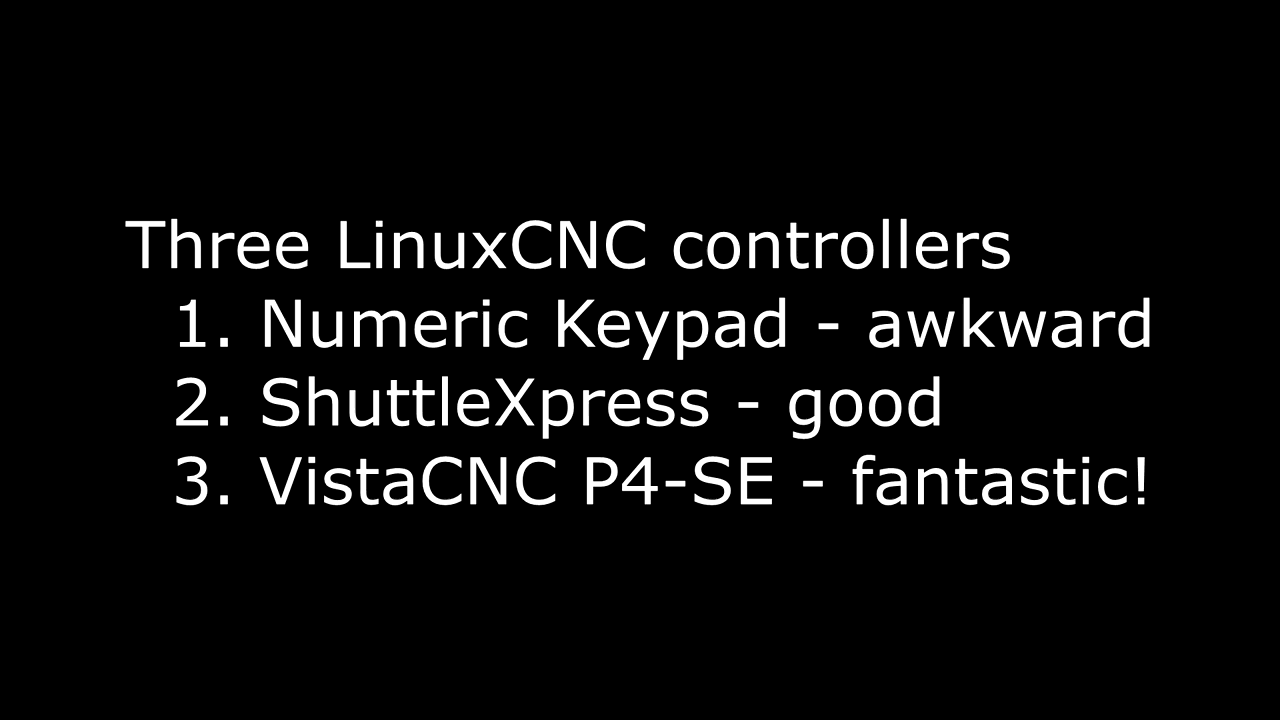 Three LinuxCNC controllers
1. Numeric Keypad - awkward
2. ShuttleXpress - good
3. VistaCNC P4-SE - fantastic!